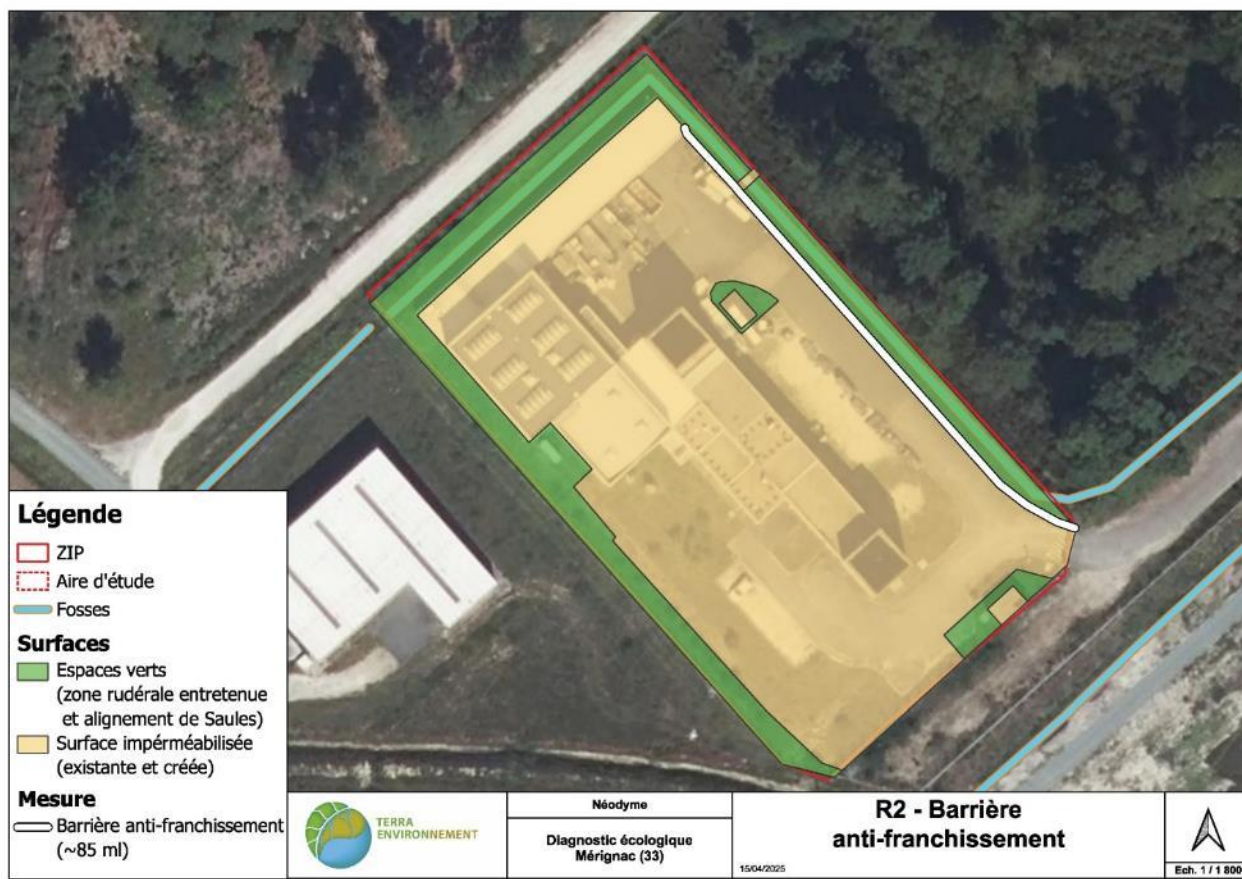 Légende
ZIP
Aire d'étude
Fosses
Surfaces
Espaces verts
(zone rudérale entretenue
et alignement de Saules)
Surface impérméabilisée
(existante et créée)
Mesure
Barrière anti-franchissement
(~85 ml)
TERRA
ENVIRONNEMENT
Néodyme
Diagnostic écologique
Mérignac (33)
R2 - Barrière
anti-franchissement
15/04/2025
Ech. 1 / 1 800